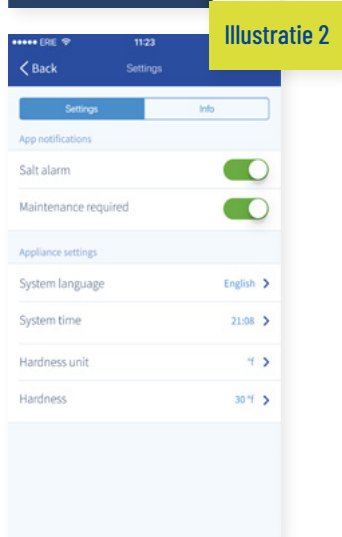 Illustratie 2
ERIE 11:23
Back Settings
Settings Info
App notifications
Salt alarm
Maintenance required
Appliance settings
System language English
System time 21:08
Hardness unit °f
Hardness 30 °f